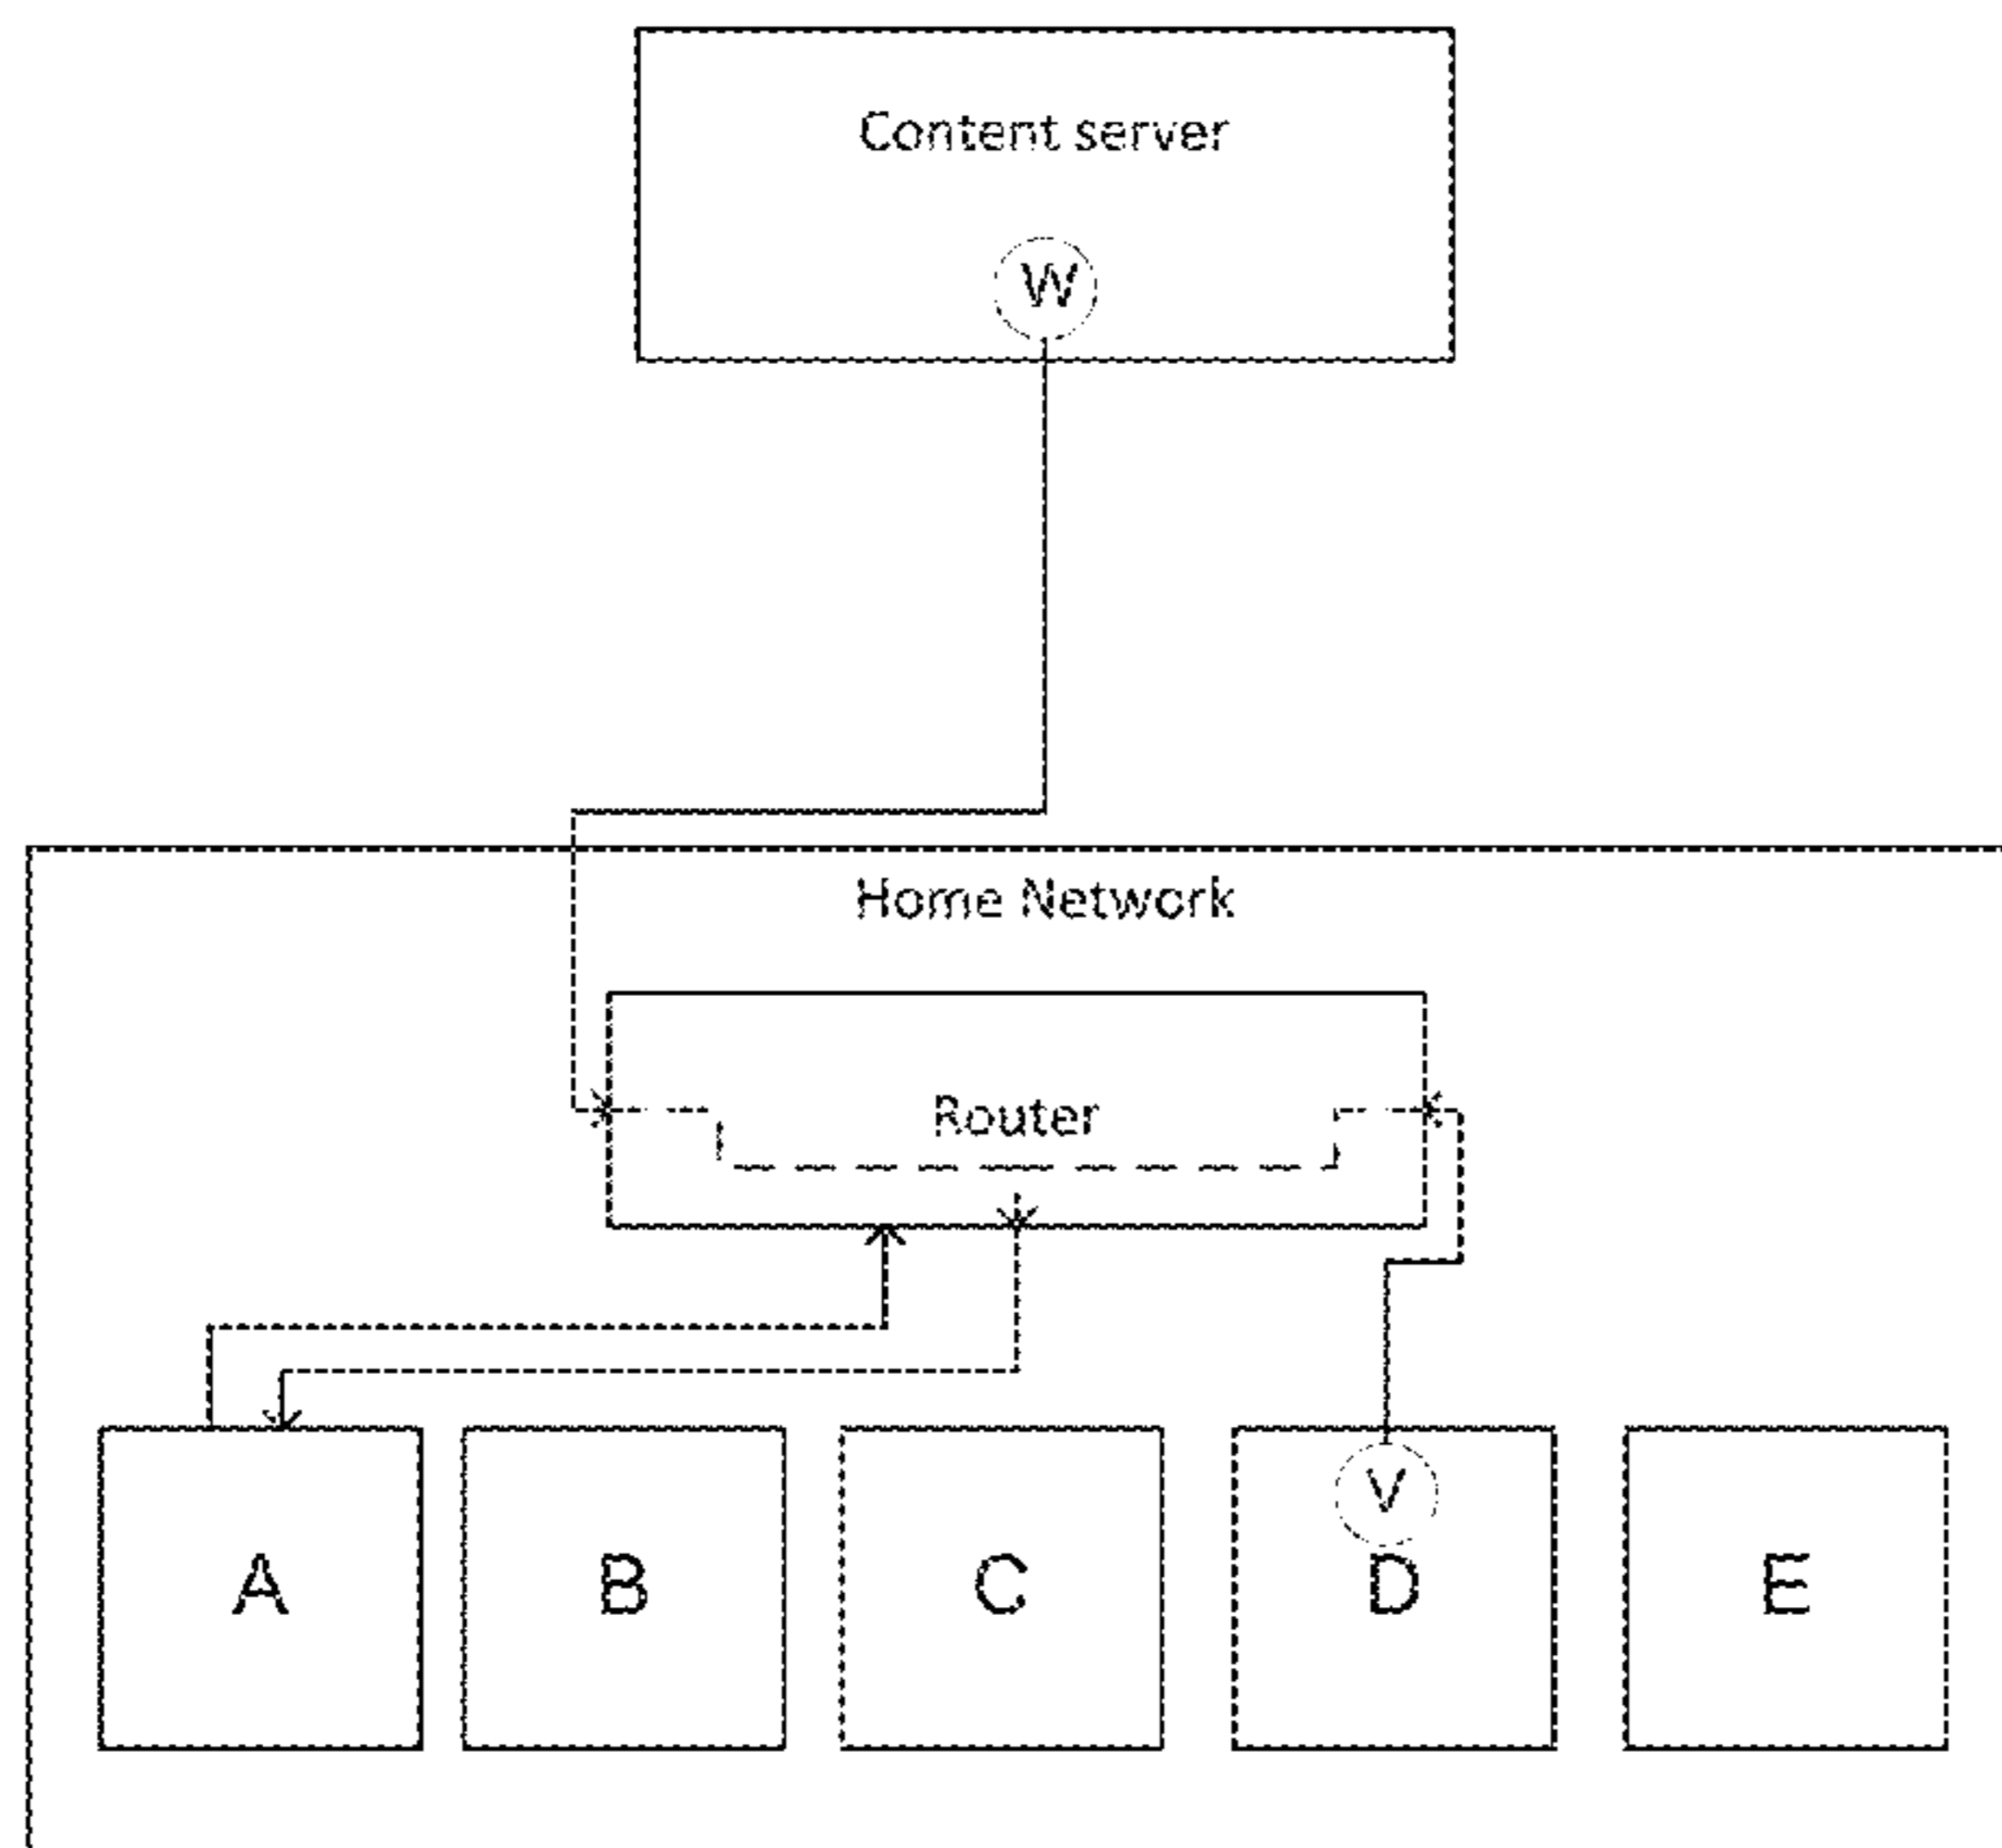 Content server
W
Home Network
Router
V
A B C D E